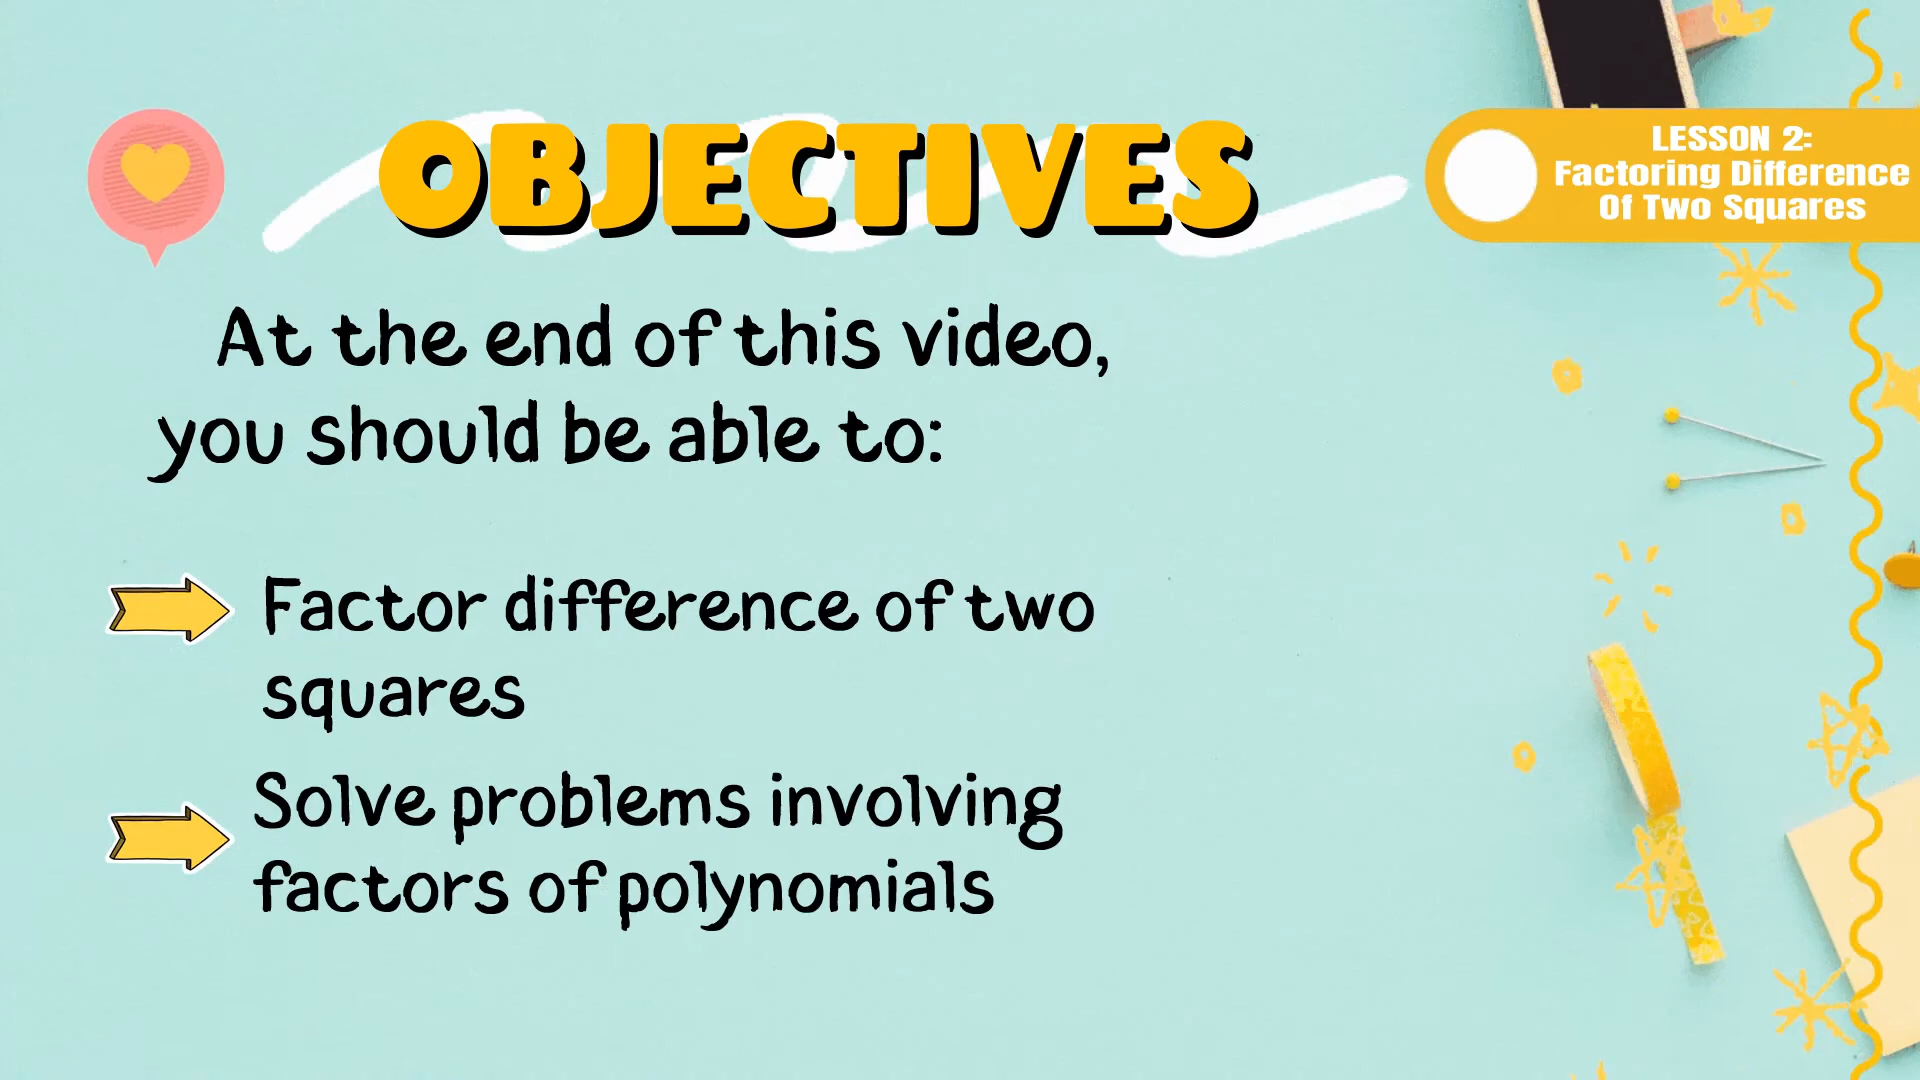 OBJECTIVES
LESSON 2:
Factoring Difference
Of Two Squares
At the end of this video,
you should be able to:
Factor difference of two
squares
Solve problems involving
factors of polynomials